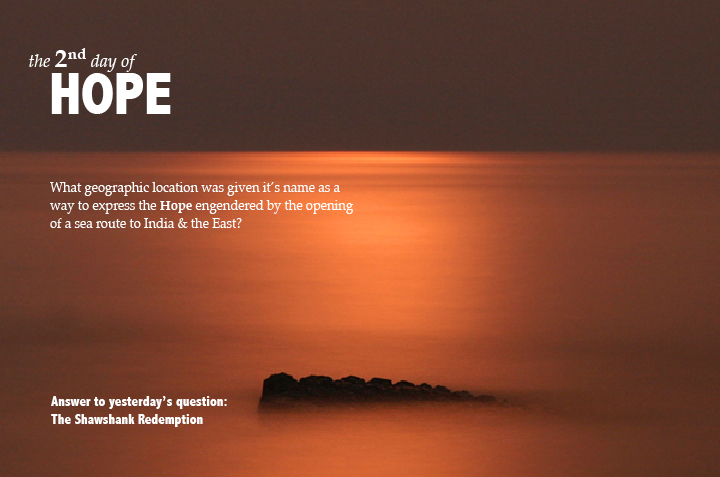 the 2nd day of
HOPE
What geographic location was given it's name as a
way to express the Hope engendered by the opening
of a sea route to India & the East?
Answer to yesterday's question:
The Shawshank Redemption